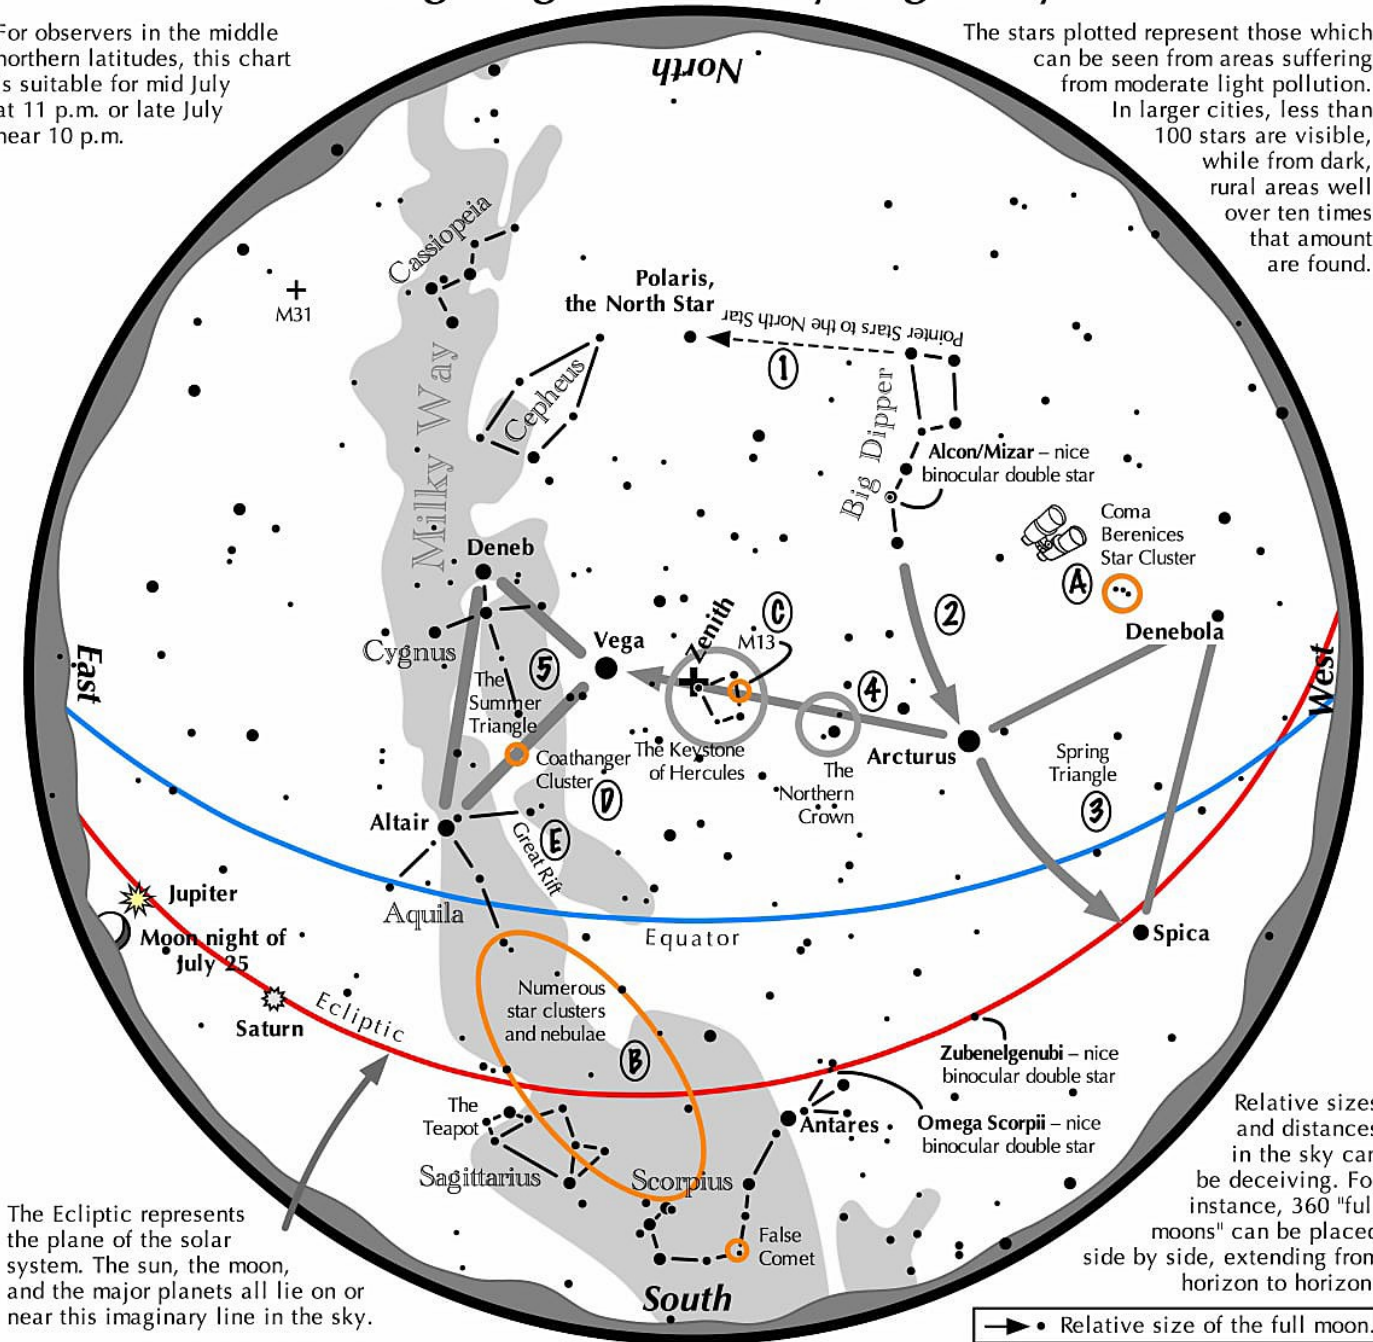 For observers in the middle
northern latitudes, this chart
is suitable for mid July
at 11 p.m. or late July
near 10 p.m.
The stars plotted represent those which
can be seen from areas suffering
from moderate light pollution.
In larger cities, less than
100 stars are visible,
while from dark,
rural areas well
over ten times
that amount
are found.
North
Cassiopeia
M31
Polaris,
the North Star
Pointer Stars to the North Star
1
Cepheus
Milky Way
Big Dipper
Alcon/Mizar – nice
binocular double star
Coma
Berenices
Star Cluster
A
Deneb
Cygnus
Vega
Zenith
C
M13
2
Denebola
East
West
5
The
Summer
Triangle
4
Arcturus
Coathanger
Cluster
D
The Keystone
of Hercules
The
Northern
Crown
Spring
Triangle
3
Altair
Great Rift
E
Aquila
Equator
Jupiter
Moon night of
July 25
Saturn
Ecliptic
Spica
Numerous
star clusters
and nebulae
B
Zubenelgenubi – nice
binocular double star
The
Teapot
Antares
Omega Scorpii – nice
binocular double star
Sagittarius
Scorpius
False
Comet
South
The Ecliptic represents
the plane of the solar
system. The sun, the moon,
and the major planets all lie on or
near this imaginary line in the sky.
Relative sizes
and distances
in the sky can
be deceiving. For
instance, 360 "full
moons" can be placed
side by side, extending from
horizon to horizon
Relative size of the full moon.